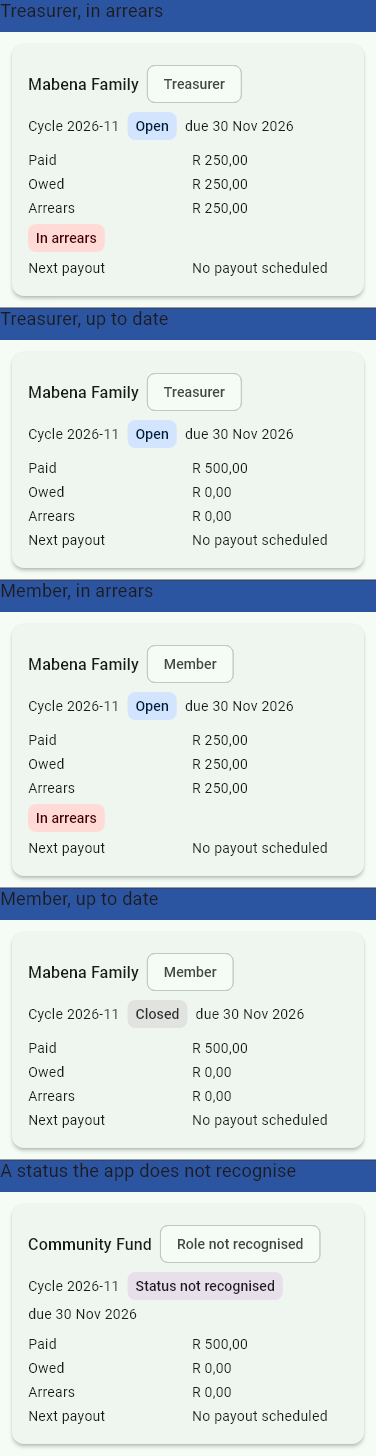 Treasurer, in arrears
Mabena Family Treasurer
Cycle 2026-11 Open due 30 Nov 2026
Paid R 250,00
Owed R 250,00
Arrears R 250,00
In arrears
Next payout No payout scheduled
Treasurer, up to date
Mabena Family Treasurer
Cycle 2026-11 Open due 30 Nov 2026
Paid R 500,00
Owed R 0,00
Arrears R 0,00
Next payout No payout scheduled
Member, in arrears
Mabena Family Member
Cycle 2026-11 Open due 30 Nov 2026
Paid R 250,00
Owed R 250,00
Arrears R 250,00
In arrears
Next payout No payout scheduled
Member, up to date
Mabena Family Member
Cycle 2026-11 Closed due 30 Nov 2026
Paid R 500,00
Owed R 0,00
Arrears R 0,00
Next payout No payout scheduled
A status the app does not recognise
Community Fund Role not recognised
Cycle 2026-11 Status not recognised
due 30 Nov 2026
Paid R 500,00
Owed R 0,00
Arrears R 0,00
Next payout No payout scheduled